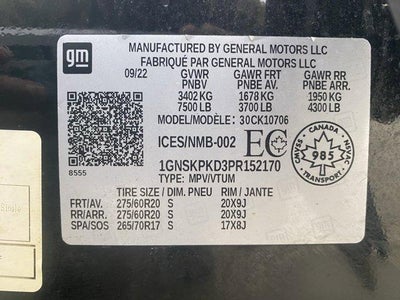 gm
MANUFACTURED BY GENERAL MOTORS LLC
FABRIQUÉ PAR GENERAL MOTORS LLC
09/22 GVWR GAWR FRT GAWR RR
PNBV PNBE AV. PNBE ARR.
3402 KG 1678 KG 1950 KG
7500 LB 3700 LB 4300 LB
MODEL/MODÈLE: 30CK10706
ICES/NMB-002 EC
8555
1GNSKPKD3PR152170
TYPE: MPV/VTUM
CANADA
CMVSS 985 NSVAC
TRANSPORT
TIRE SIZE / DIM. PNEU RIM / JANTE
FRT/AV. 275/60R20 S 20X9J
RR/ARR. 275/60R20 S 20X9J
SPA/SOS 265/70R17 S 17X8J